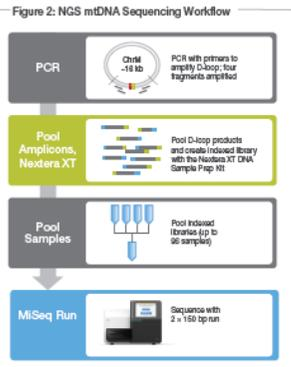 Figure 2: NGS mtDNA Sequencing Workflow
PCR
ChrM
~16 kb
PCR with primers to
amplify D-loop; four
fragments amplified
Pool
Amplicons,
Nextera XT
Pool D-loop products
and create indexed library
with the Nextera XT DNA
Sample Prep Kit
Pool
Samples
Pool indexed
libraries (up to
96 samples)
MiSeq Run
Sequence with
2 × 150 bp run